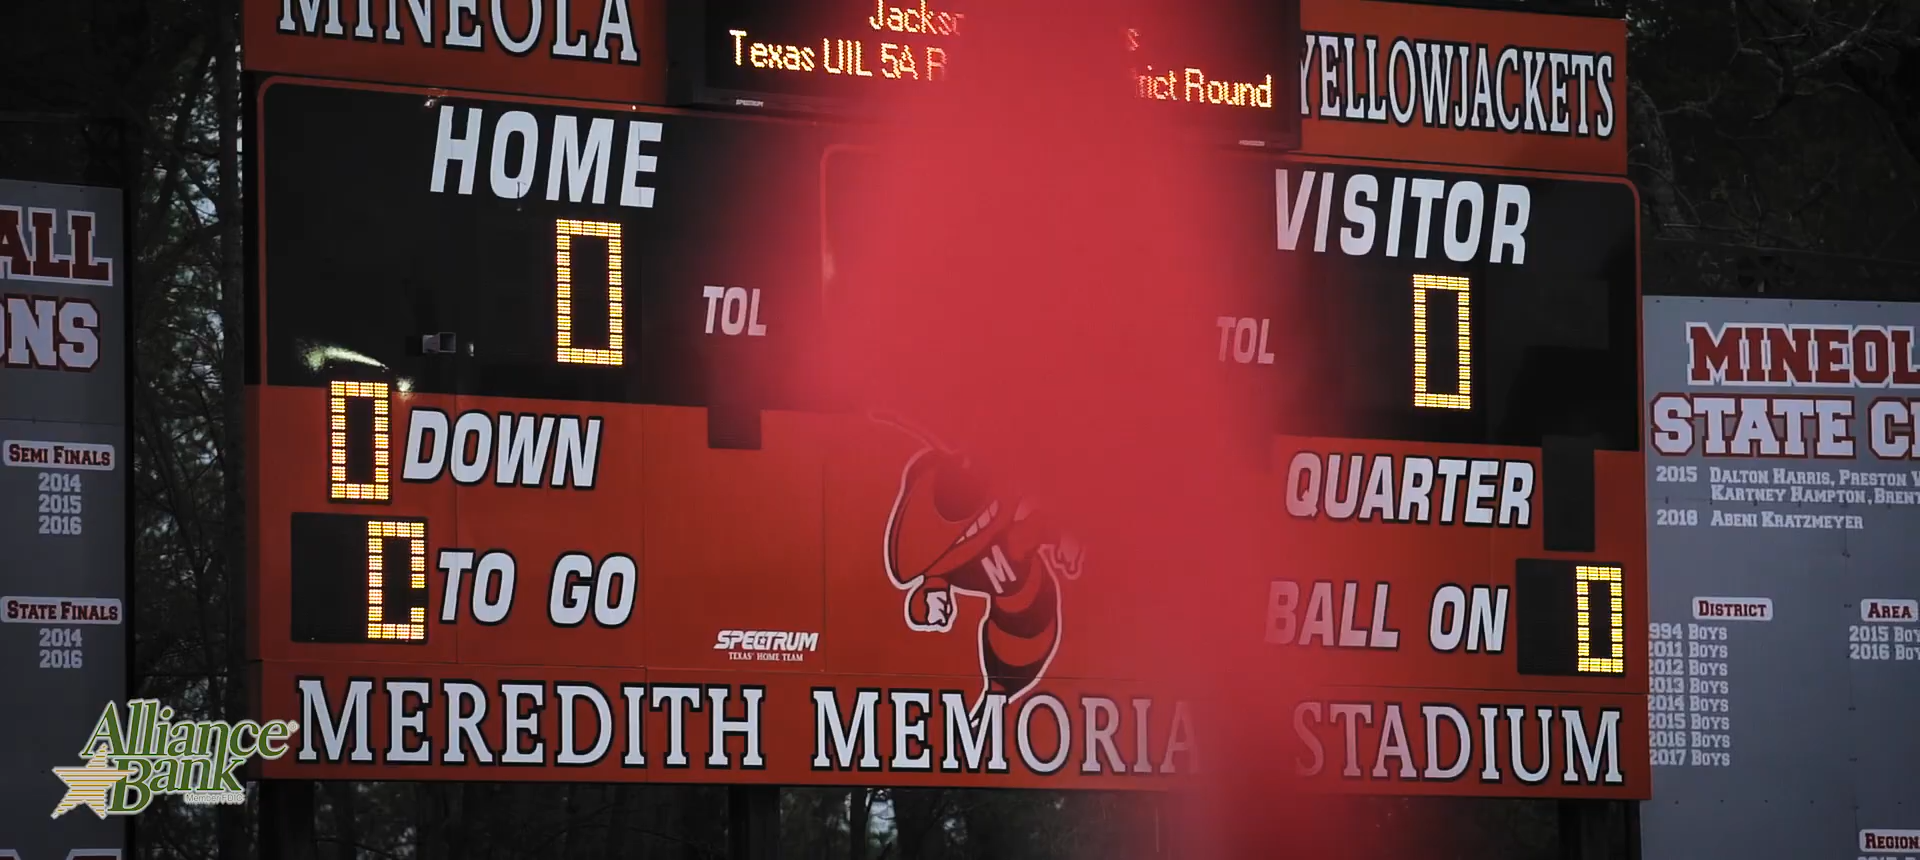 MINEOLA
Texas UIL 5A
Round
YELLOWJACKETS
HOME
VISITOR
0
0
TOL
TOL
0 DOWN
QUARTER
TO GO
BALL ON 0
M
SPECTRUM
TEXAS' HOME TEAM
MEREDITH MEMORIA STADIUM
ALL
ONS
SEMI FINALS
2014
2015
2016
STATE FINALS
2014
2016
MINEOL
STATE C
2015 DALTON HARRIS, PRESTON
KARTNEY HAMPTON, BRENT
2018 ABENI KRATZMEYER
DISTRICT
994 BOYS
2011 BOYS
2012 BOYS
2013 BOYS
2014 BOYS
2015 BOYS
2016 BOYS
2017 BOYS
AREA
2015 BOY
2016 BOY
REGION
Alliance
Bank
Member FDIC